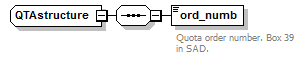 QTAstructure
ord_numb
Quota order number. Box 39
in SAD.